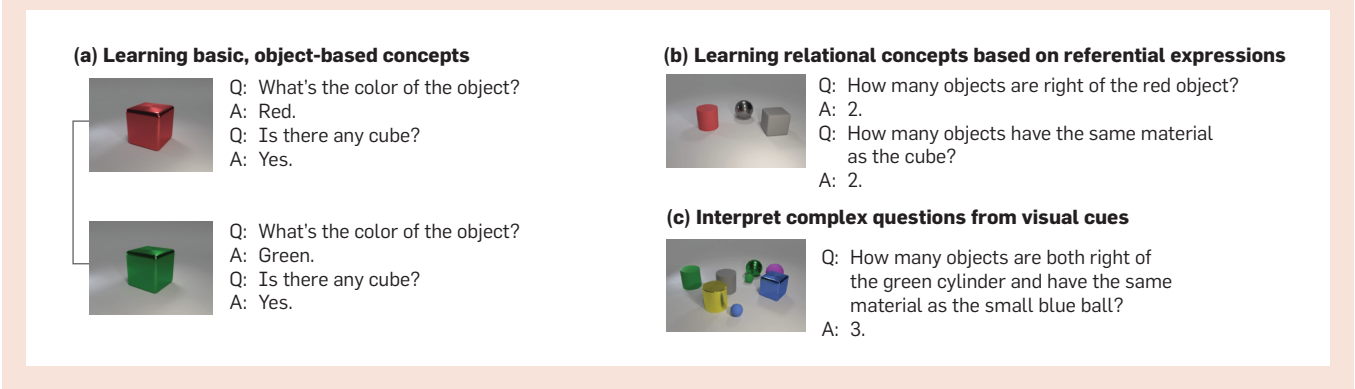 (a) Learning basic, object-based concepts
Q: What's the color of the object?
A: Red.
Q: Is there any cube?
A: Yes.
Q: What's the color of the object?
A: Green.
Q: Is there any cube?
A: Yes.
(b) Learning relational concepts based on referential expressions
Q: How many objects are right of the red object?
A: 2.
Q: How many objects have the same material
as the cube?
A: 2.
(c) Interpret complex questions from visual cues
Q: How many objects are both right of
the green cylinder and have the same
material as the small blue ball?
A: 3.